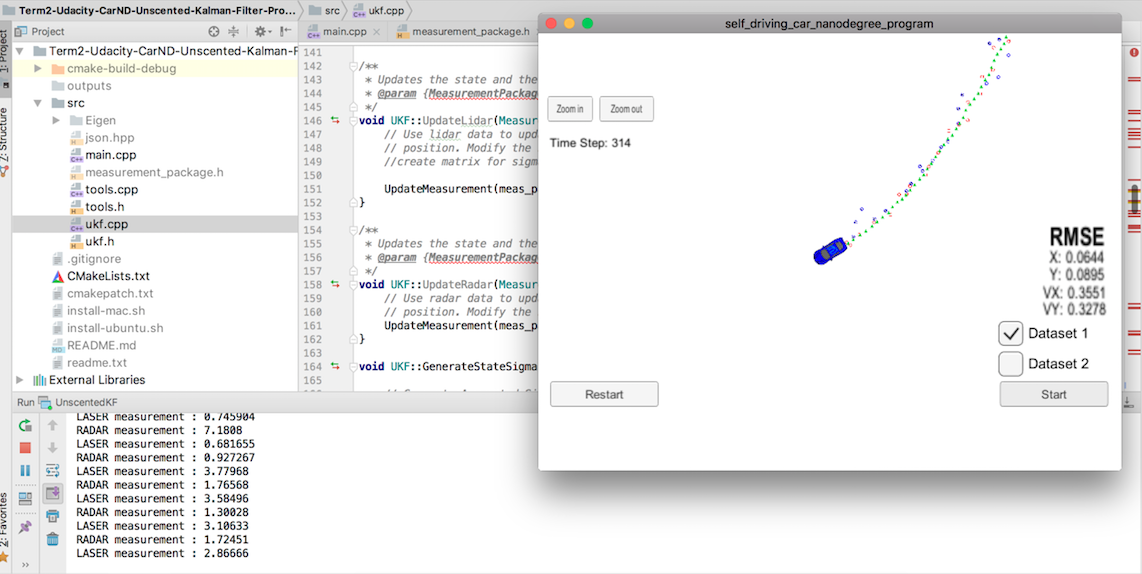 Term2-Udacity-CarND-Unscented-Kalman-Filter-Pro... src ukf.cpp
Project
main.cpp measurement_package.h
1: Project
Z: Structure
2: Favorites
Term2-Udacity-CarND-Unscented-Kalman-F
cmake-build-debug
outputs
src
Eigen
json.hpp
main.cpp
measurement_package.h
tools.cpp
tools.h
ukf.cpp
ukf.h
.gitignore
CMakeLists.txt
cmakepatch.txt
install-mac.sh
install-ubuntu.sh
README.md
readme.txt
External Libraries
141
142 /**
143 * Updates the state and the
144 * @param {MeasurementPackag
145 */
146 void UKF::UpdateLidar(Measur
147 // Use lidar data to upd
148 // position. Modify the
149 //create matrix for sigm
150
151 UpdateMeasurement(meas_p
152 }
153
154 /**
155 * Updates the state and the
156 * @param {MeasurementPackag
157 */
158 void UKF::UpdateRadar(Measur
159 // Use radar data to upd
160 // position. Modify the
161 UpdateMeasurement(meas_p
162 }
163
164 void UKF::GenerateStateSigma
165
Run UnscentedKF
LASER measurement : 0.745904
RADAR measurement : 7.1808
LASER measurement : 0.681655
RADAR measurement : 0.927267
LASER measurement : 3.77968
RADAR measurement : 1.76568
LASER measurement : 3.58496
RADAR measurement : 1.30028
LASER measurement : 3.10633
RADAR measurement : 1.72451
LASER measurement : 2.86666
self_driving_car_nanodegree_program
Zoom in Zoom out
Time Step: 314
RMSE
X: 0.0644
Y: 0.0895
VX: 0.3551
VY: 0.3278
Dataset 1
Dataset 2
Restart Start